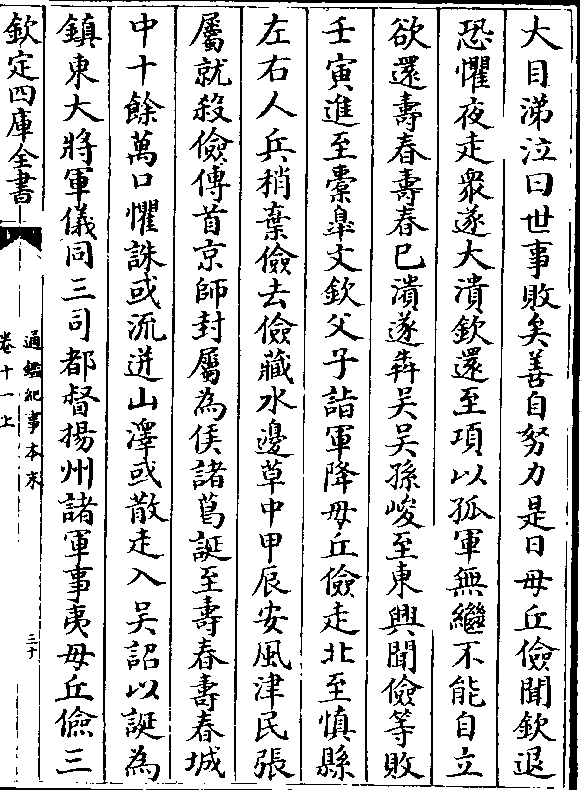 大目涕泣曰世事敗矣善自努力是日毋丘儉聞欽退
恐懼夜走衆遂大潰欽還至項以孤軍無繼不能自立
欲還壽春壽春已潰遂犇吴吴孫峻至東興聞儉等敗
壬寅進至橐臯文欽父子詣軍降毋丘儉走北至慎縣
左右人兵稍棄儉去儉藏水邊草中甲辰安風津民張
屬就殺儉傳首京師封屬為侯諸葛誕至壽春壽春城
中十餘萬口懼誅或流迸山澤或散走入吴詔以誕為
鎮東大將軍儀同三司都督揚州諸軍事夷毋丘儉三
欽定四庫全書
通鑑紀事本末
卷十一上
三十